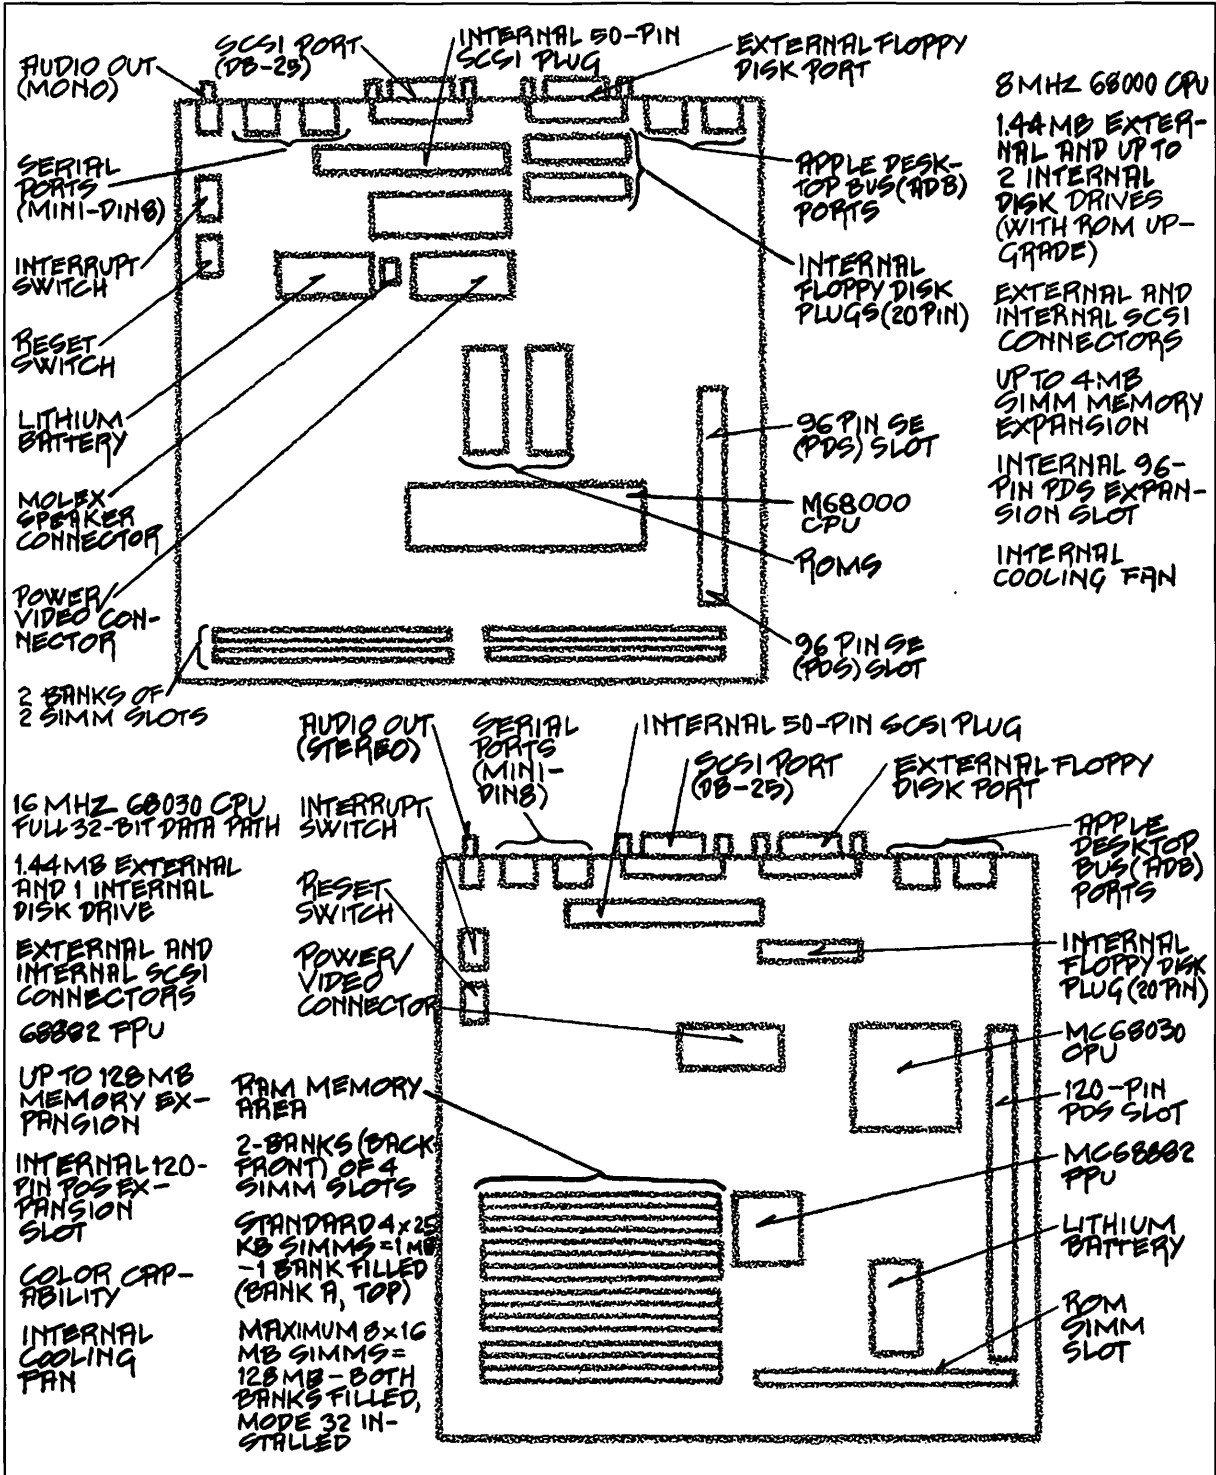 AUDIO OUT
(MONO)
SCSI PORT
(DB-25)
INTERNAL 50-PIN
SCSI PLUG
EXTERNAL FLOPPY
DISK PORT
SERIAL
PORTS
(MINI-DIN8)
INTERRUPT
SWITCH
RESET
SWITCH
LITHIUM
BATTERY
MOLEX
SPEAKER
CONNECTOR
POWER/
VIDEO CON-
NECTOR
2 BANKS OF
2 SIMM SLOTS
APPLE DESK-
TOP BUS (ADB)
PORTS
INTERNAL
FLOPPY DISK
PLUGS (20 PIN)
96 PIN SE
(PDS) SLOT
M68000
CPU
ROMS
96 PIN SE
(PDS) SLOT
8 MHZ 68000 CPU
1.44 MB EXTER-
NAL AND UP TO
2 INTERNAL
DISK DRIVES
(WITH ROM UP-
GRADE)
EXTERNAL AND
INTERNAL SCSI
CONNECTORS
UP TO 4 MB
SIMM MEMORY
EXPANSION
INTERNAL 96-
PIN PDS EXPAN-
SION SLOT
INTERNAL
COOLING FAN
16 MHZ 68030 CPU
FULL 32-BIT DATA PATH
1.44 MB EXTERNAL
AND 1 INTERNAL
DISK DRIVE
EXTERNAL AND
INTERNAL SCSI
CONNECTORS
68882 FPU
UP TO 128 MB
MEMORY EX-
PANSION
INTERNAL 120-
PIN PDS EX-
PANSION
SLOT
COLOR CAP-
ABILITY
INTERNAL
COOLING
FAN
AUDIO OUT
(STEREO)
SERIAL
PORTS
(MINI-
DIN8)
INTERNAL 50-PIN SCSI PLUG
SCSI PORT
(DB-25)
EXTERNAL FLOPPY
DISK PORT
INTERRUPT
SWITCH
RESET
SWITCH
POWER/
VIDEO
CONNECTOR
RAM MEMORY
AREA
2-BANKS (BACK
FRONT) OF 4
SIMM SLOTS
STANDARD 4x25
KB SIMMS = 1 MB
-1 BANK FILLED
(BANK A, TOP)
MAXIMUM 8x16
MB SIMMS =
128 MB - BOTH
BANKS FILLED,
MODE 32 IN-
STALLED
APPLE
DESKTOP
BUS (ADB)
PORTS
INTERNAL
FLOPPY DISK
PLUG (20 PIN)
MC68030
CPU
120-PIN
PDS SLOT
MC68882
FPU
LITHIUM
BATTERY
ROM
SIMM
SLOT